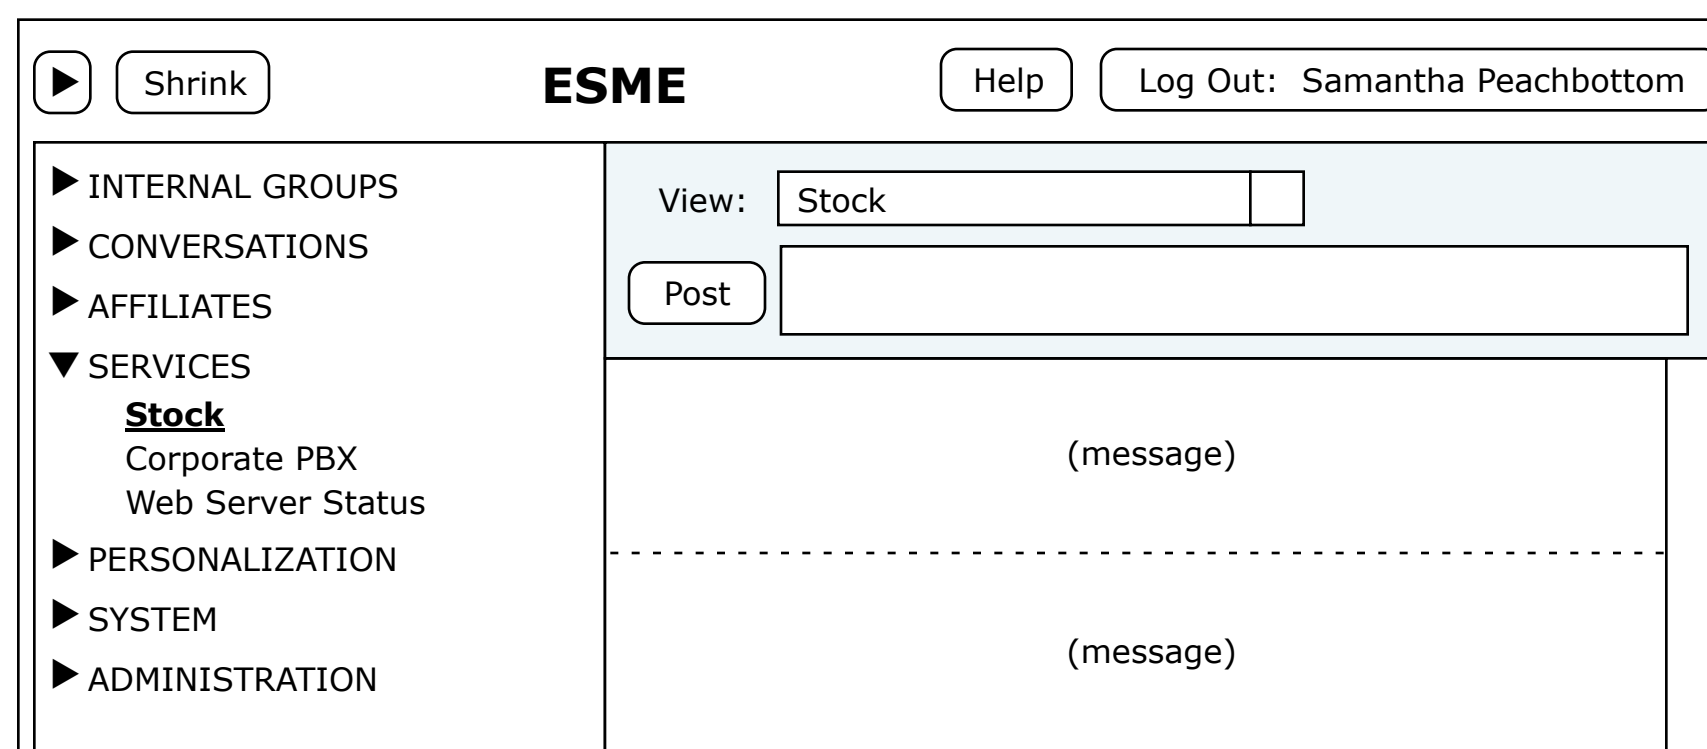 Shrink
ESME
Help
Log Out: Samantha Peachbottom
INTERNAL GROUPS
CONVERSATIONS
AFFILIATES
SERVICES
Stock
Corporate PBX
Web Server Status
PERSONALIZATION
SYSTEM
ADMINISTRATION
View: Stock
Post
(message)
(message)